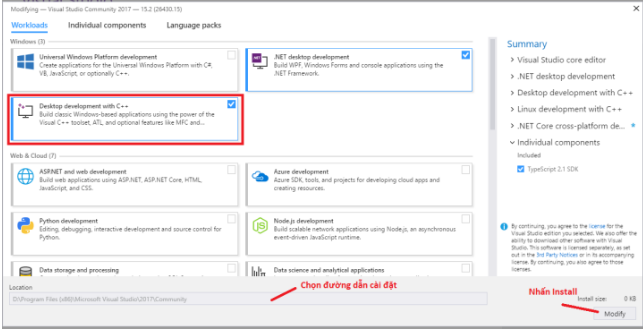 Modifying — Visual Studio Community 2017 — 15.2 (26430.15)
Workloads Individual components Language packs
Windows (3)
Universal Windows Platform development
Create applications for the Universal Windows Platform with C#,
VB, JavaScript, or optionally C++.
.NET desktop development
Build WPF, Windows Forms and console applications using the
.NET Framework.
Desktop development with C++
Build classic Windows-based applications using the power of the
Visual C++ toolset, ATL, and optional features like MFC and...
Web & Cloud (7)
ASP.NET and web development
Build web applications using ASP.NET, ASP.NET Core, HTML,
JavaScript, and CSS.
Azure development
Azure SDK, tools, and projects for developing cloud apps and
creating resources.
Python development
Editing, debugging, interactive development and source control for
Python.
Node.js development
Build scalable network applications using Node.js, an asynchronous
event-driven JavaScript runtime.
Data storage and processing
Data science and analytical applications
Summary
> Visual Studio core editor
> .NET desktop development
> Desktop development with C++
> Linux development with C++
> .NET Core cross-platform de...
Individual components
Included
TypeScript 2.1 SDK
By continuing, you agree to the license for the
Visual Studio edition you selected. We also offer the
ability to download other software with Visual
Studio. This software is licensed separately, as set
out in the 3rd Party Notices or in its accompanying
license. By continuing, you also agree to those
licenses.
Location
D:\Program Files (x86)\Microsoft Visual Studio\2017\Community
Chọn đường dẫn cài đặt
Nhấn Install
Install size: 0 KB
Modify